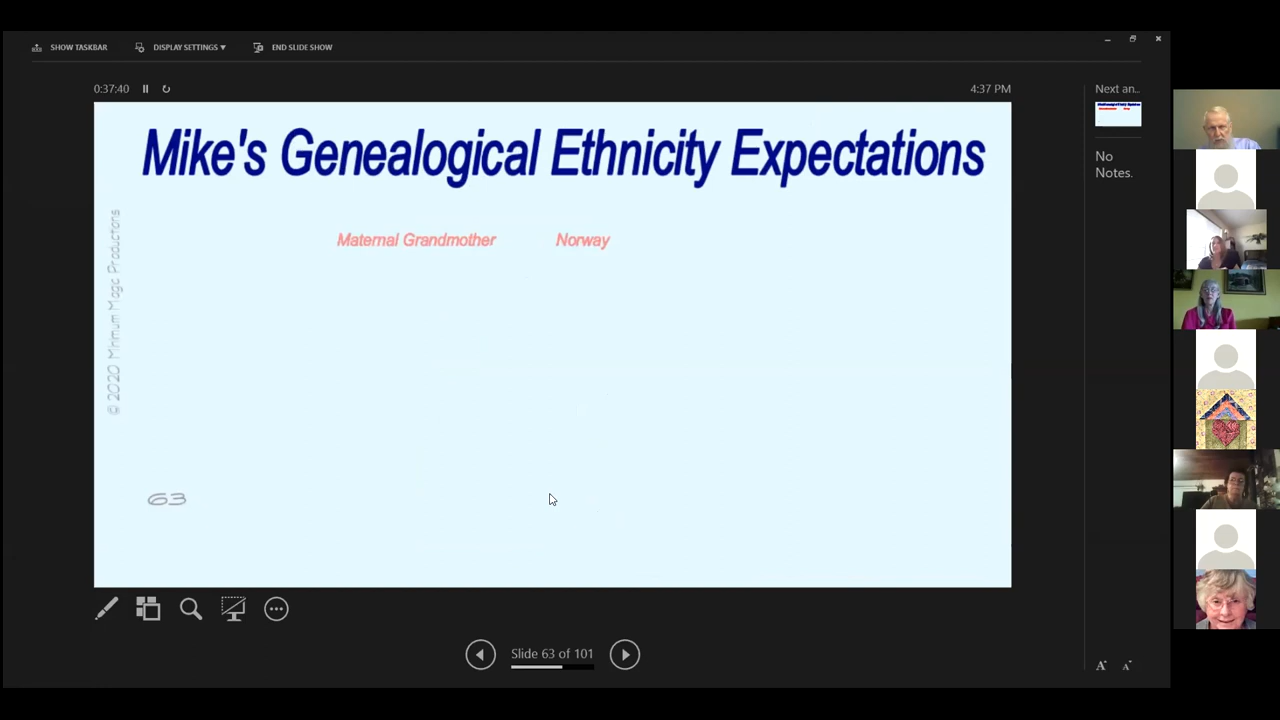 SHOW TASKBAR DISPLAY SETTINGS ▾ END SLIDE SHOW
0:37:40 4:37 PM
Mike's Genealogical Ethnicity Expectations
Maternal Grandmother Norway
© 2020 Minimum Magic Productions
63
Slide 63 of 101
Next an..
No
Notes.
A A